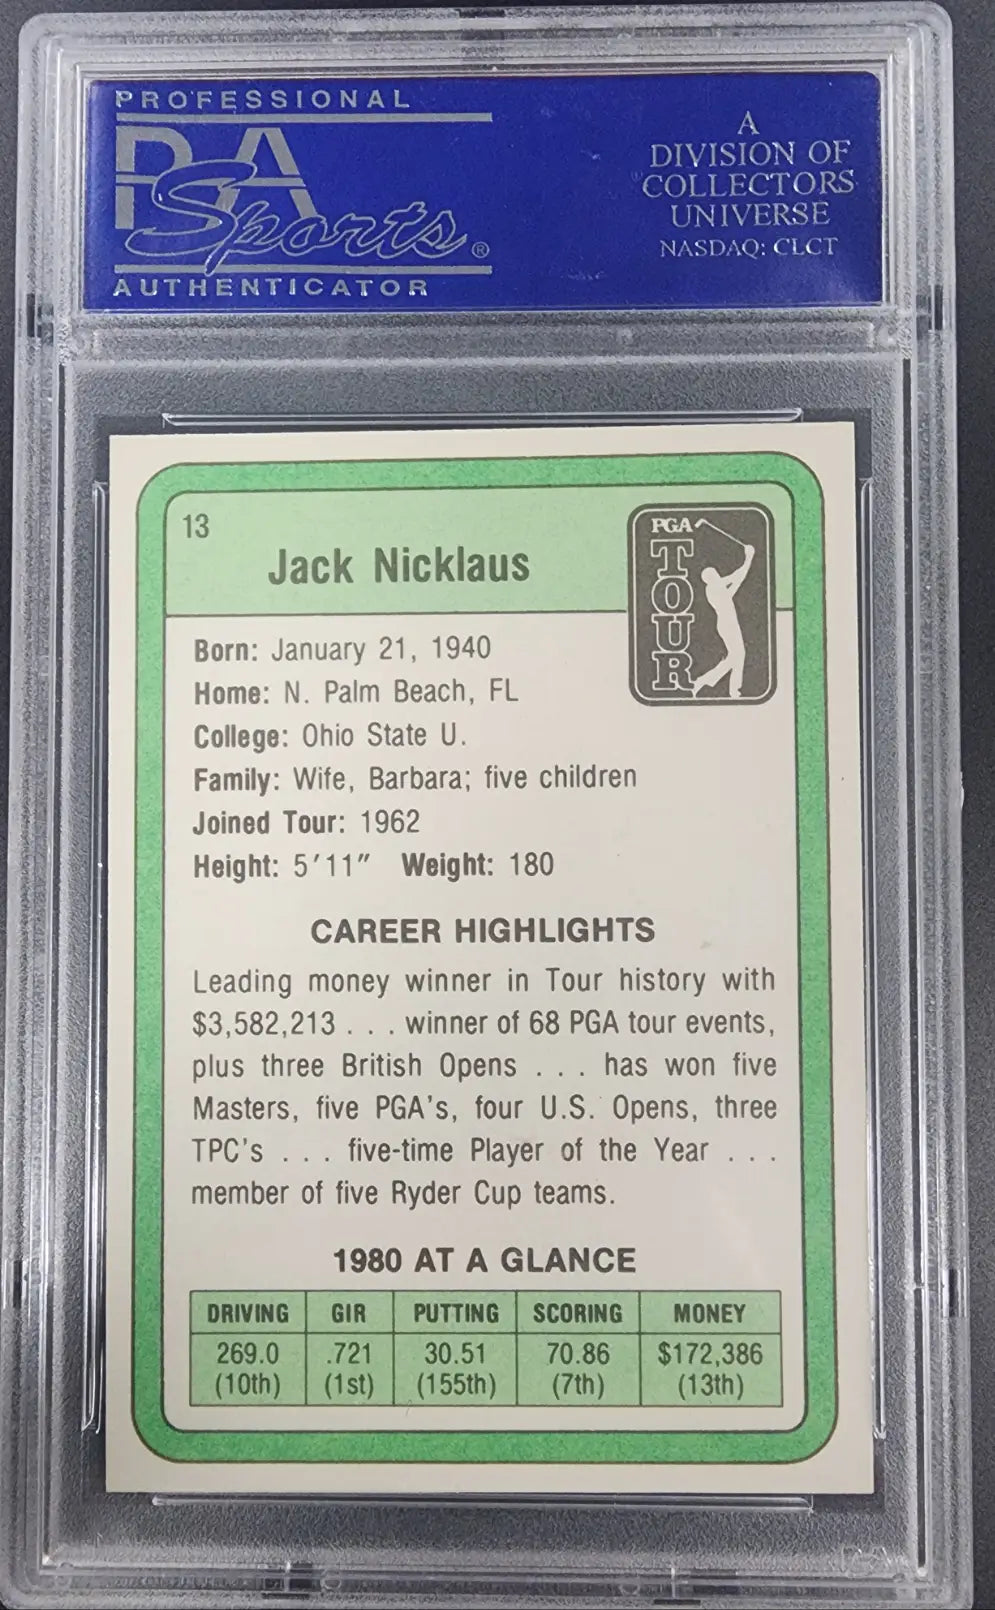 PROFESSIONAL
PSA
Sports®
AUTHENTICATOR
A
DIVISION OF
COLLECTORS
UNIVERSE
NASDAQ: CLCT
13
Jack Nicklaus
PGA
TOUR
Born: January 21, 1940
Home: N. Palm Beach, FL
College: Ohio State U.
Family: Wife, Barbara; five children
Joined Tour: 1962
Height: 5'11" Weight: 180
CAREER HIGHLIGHTS
Leading money winner in Tour history with
$3,582,213 . . . winner of 68 PGA tour events,
plus three British Opens . . . has won five
Masters, five PGA's, four U.S. Opens, three
TPC's . . . five-time Player of the Year . . .
member of five Ryder Cup teams.
1980 AT A GLANCE
DRIVING GIR PUTTING SCORING MONEY
269.0 .721 30.51 70.86 $172,386
(10th) (1st) (155th) (7th) (13th)